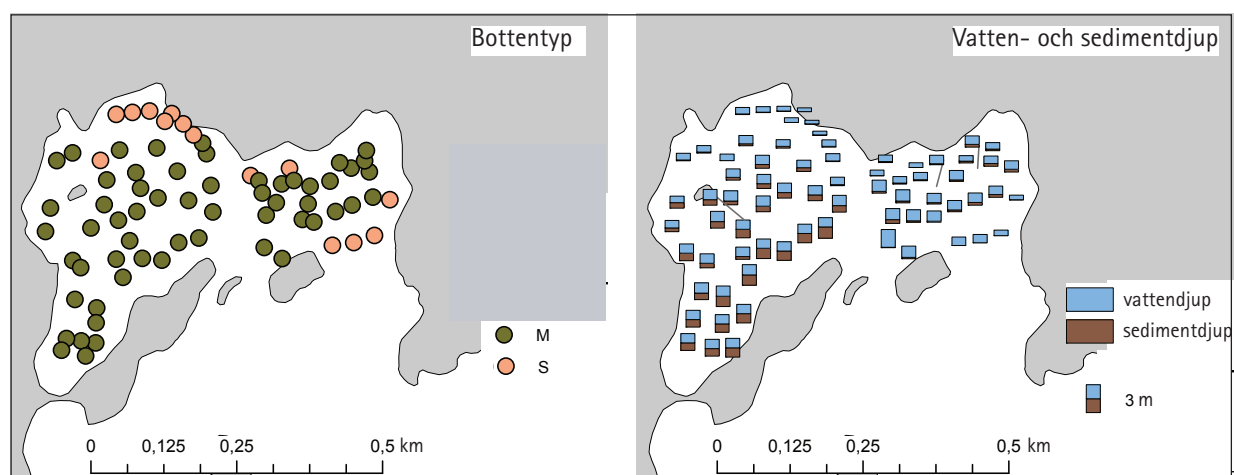 Bottentyp
M
S
0 0,125 0,25 0,5 km
Vatten- och sedimentdjup
vattendjup
sedimentdjup
3 m
0 0,125 0,25 0,5 km